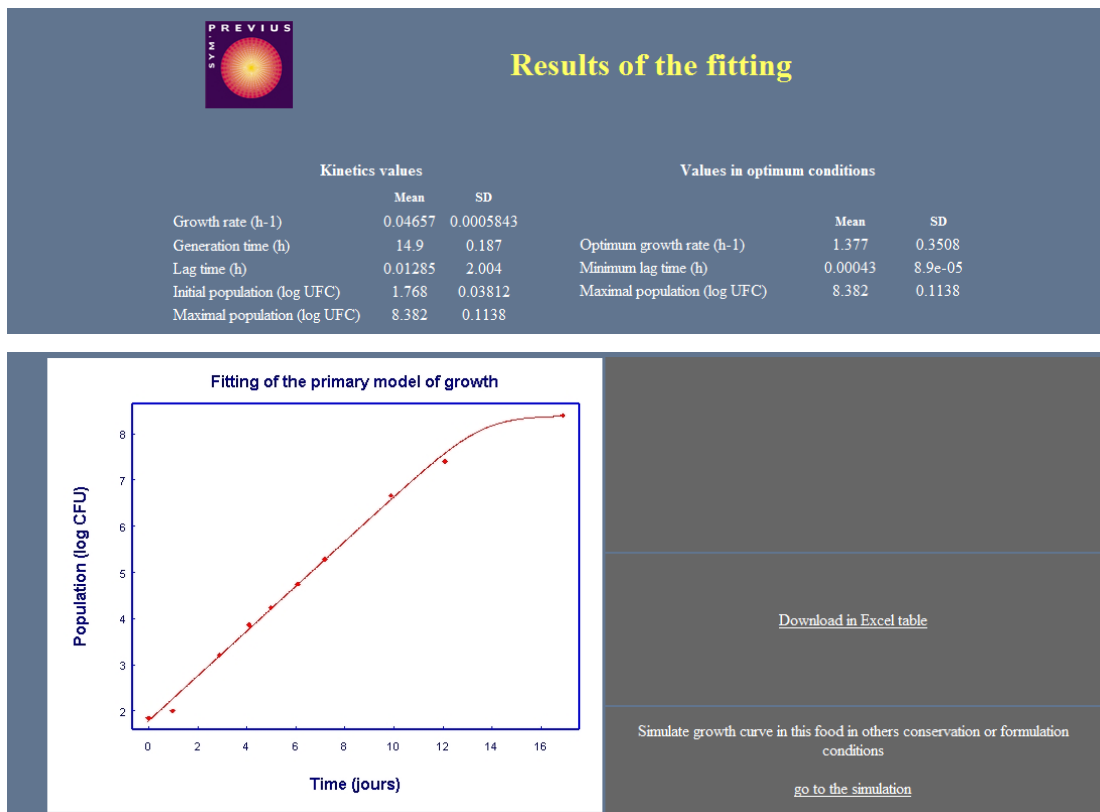 SYM' PREVIUS
Results of the fitting
Kinetics values
Mean SD
Growth rate (h-1) 0.04657 0.0005843
Generation time (h) 14.9 0.187
Lag time (h) 0.01285 2.004
Initial population (log UFC) 1.768 0.03812
Maximal population (log UFC) 8.382 0.1138
Values in optimum conditions
Mean SD
Optimum growth rate (h-1) 1.377 0.3508
Minimum lag time (h) 0.00043 8.9e-05
Maximal population (log UFC) 8.382 0.1138
Fitting of the primary model of growth
Population (log CFU)
8
7
6
5
4
3
2
0 2 4 6 8 10 12 14 16
Time (jours)
Download in Excel table
Simulate growth curve in this food in others conservation or formulation
conditions
go to the simulation